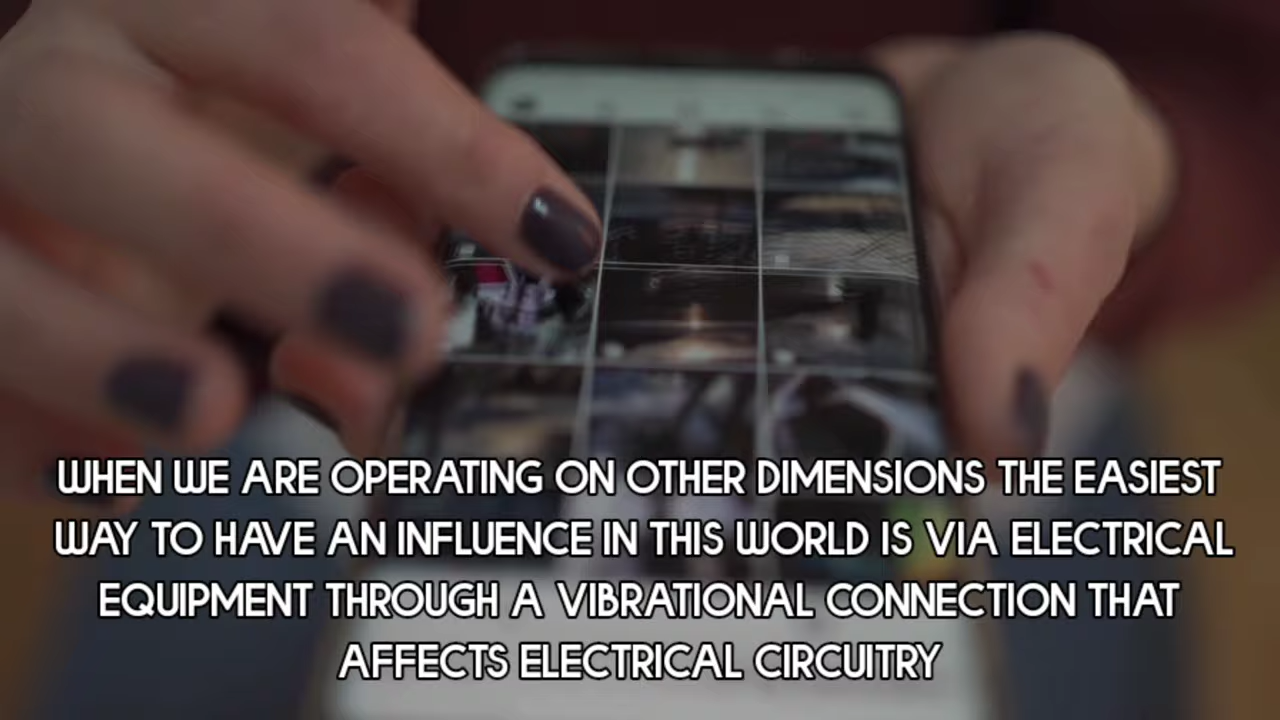 WHEN WE ARE OPERATING ON OTHER DIMENSIONS THE EASIEST
WAY TO HAVE AN INFLUENCE IN THIS WORLD IS VIA ELECTRICAL
EQUIPMENT THROUGH A VIBRATIONAL CONNECTION THAT
AFFECTS ELECTRICAL CIRCUITRY